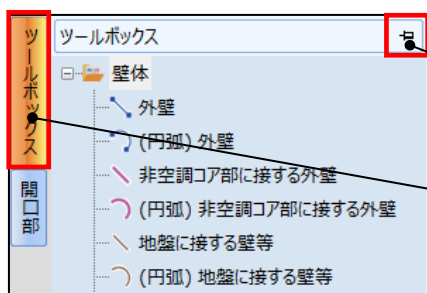 ツールボックス
ツールボックス
壁体
外壁
(円弧) 外壁
非空調コア部に接する外壁
(円弧) 非空調コア部に接する外壁
地盤に接する壁等
(円弧) 地盤に接する壁等
開口部